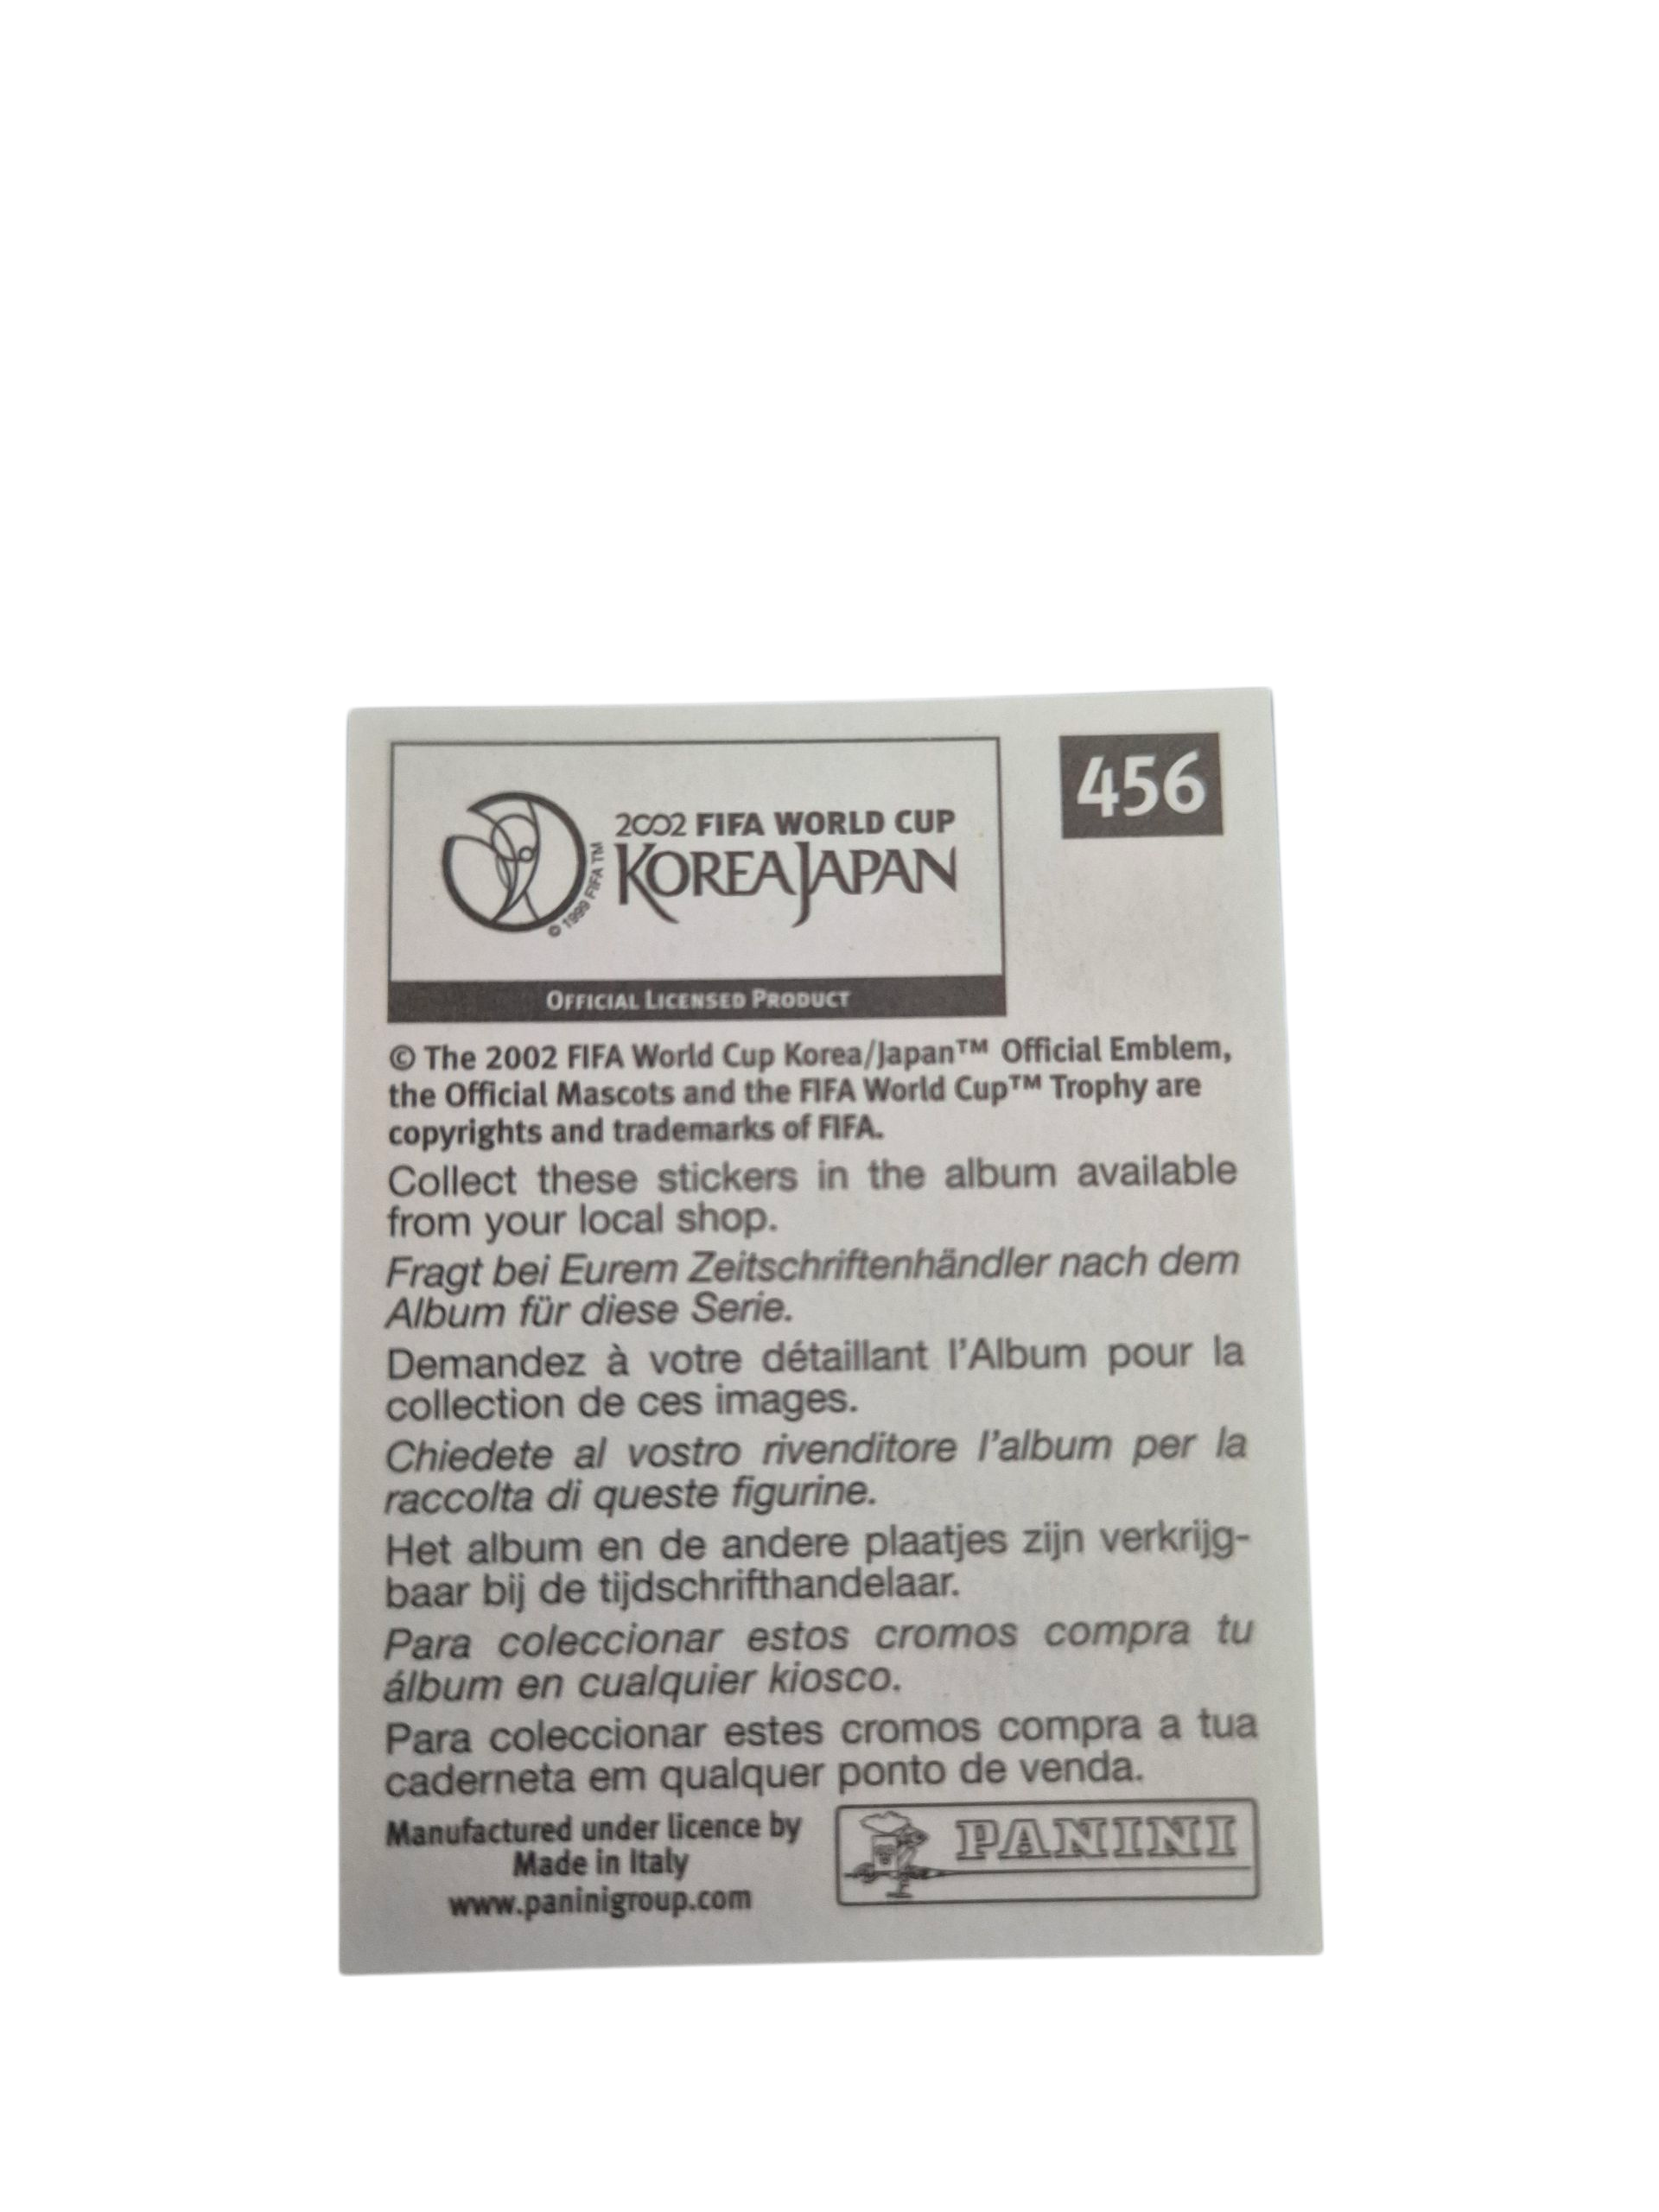 456
2002 FIFA WORLD CUP
KOREAJAPAN
© 1999 FIFA TM
OFFICIAL LICENSED PRODUCT
© The 2002 FIFA World Cup Korea/Japan™ Official Emblem,
the Official Mascots and the FIFA World Cup™ Trophy are
copyrights and trademarks of FIFA.
Collect these stickers in the album available
from your local shop.
Fragt bei Eurem Zeitschriftenhändler nach dem
Album für diese Serie.
Demandez à votre détaillant l'Album pour la
collection de ces images.
Chiedete al vostro rivenditore l'album per la
raccolta di queste figurine.
Het album en de andere plaatjes zijn verkrijg-
baar bij de tijdschrifthandelaar.
Para coleccionar estos cromos compra tu
álbum en cualquier kiosco.
Para coleccionar estes cromos compra a tua
caderneta em qualquer ponto de venda.
Manufactured under licence by
Made in Italy
www.paninigroup.com
PANINI